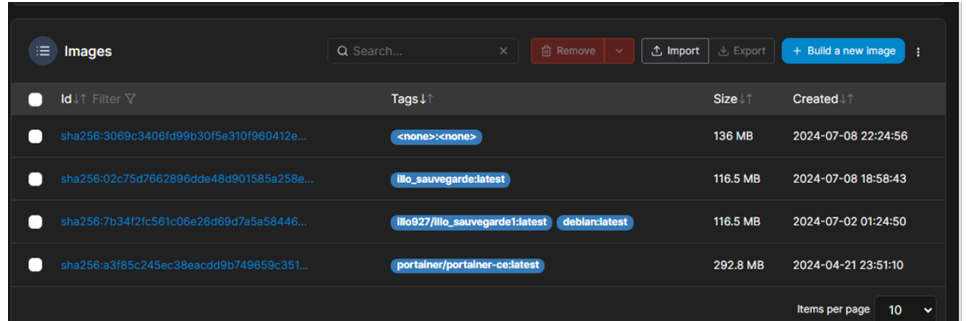 Images
Search...
Remove
Import
Export
+ Build a new image
Id Filter
Tags
Size
Created
sha256:3069c3406fd99b30f5e310f960412e... <none>:<none> 136 MB 2024-07-08 22:24:56
sha256:02c75d7662896dde48d901585a258e... illo_sauvegarde:latest 116.5 MB 2024-07-08 18:58:43
sha256:7b34f2fc561c06e26d69d7a5a58446... illo927/illo_sauvegarde1:latest debian:latest 116.5 MB 2024-07-02 01:24:50
sha256:a3f85c245ec38eacdd9b749659c351... portainer/portainer-ce:latest 292.8 MB 2024-04-21 23:51:10
Items per page 10